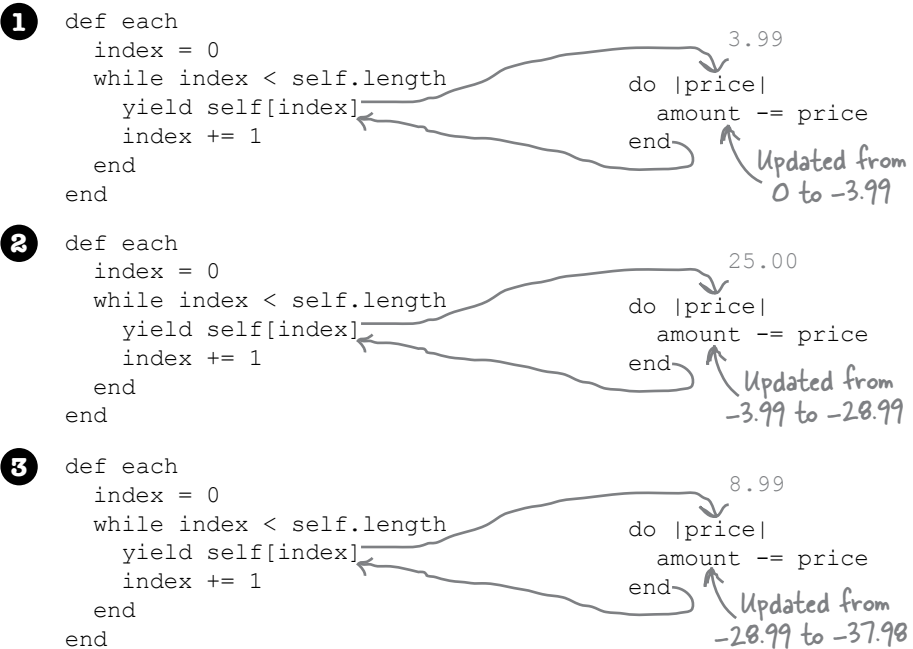 1
def each
  index = 0
  while index < self.length
    yield self[index]
    index += 1
  end
end
3.99
do |price|
  amount -= price
end
Updated from
0 to -3.99
2
def each
  index = 0
  while index < self.length
    yield self[index]
    index += 1
  end
end
25.00
do |price|
  amount -= price
end
Updated from
-3.99 to -28.99
3
def each
  index = 0
  while index < self.length
    yield self[index]
    index += 1
  end
end
8.99
do |price|
  amount -= price
end
Updated from
-28.99 to -37.98